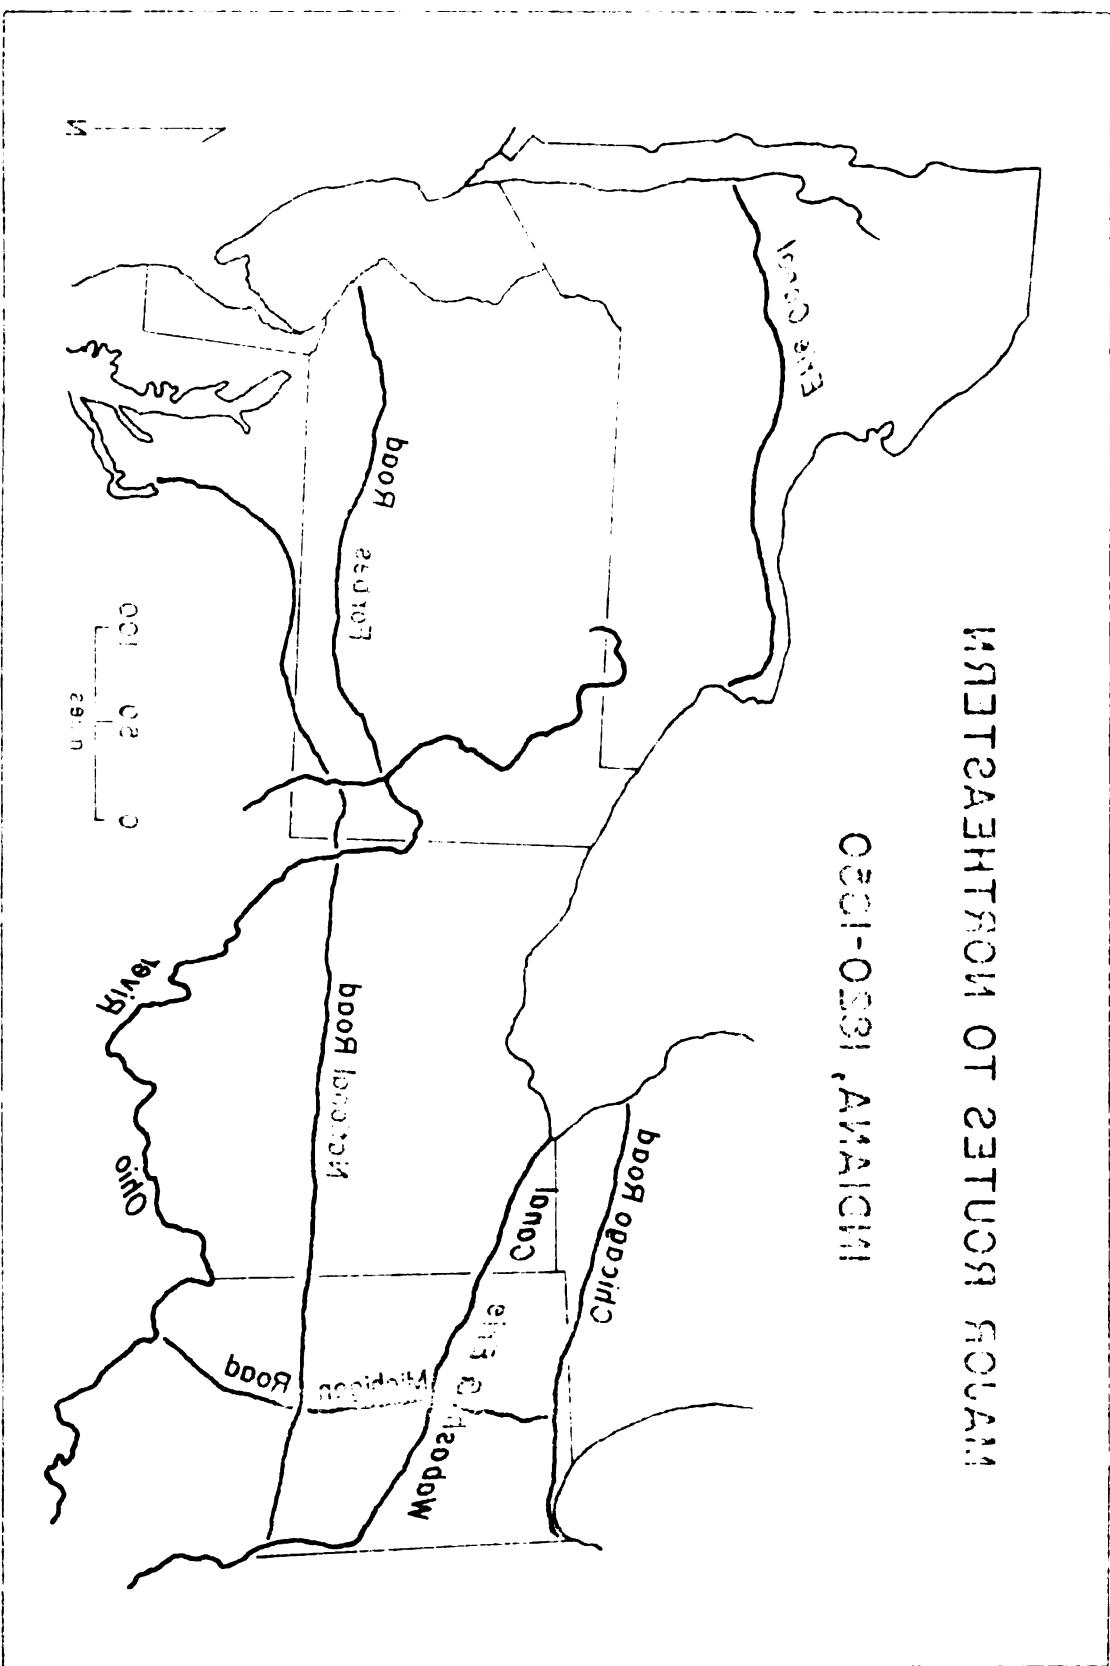 MAJOR ROUTES TO NORTHEASTERN
INDIANA, 1820-1850
Erie Canal
Chicago Road
Canal
Wabash & Erie
Michigan Road
National Road
Forbes Road
Ohio River
0 50 100
miles
N